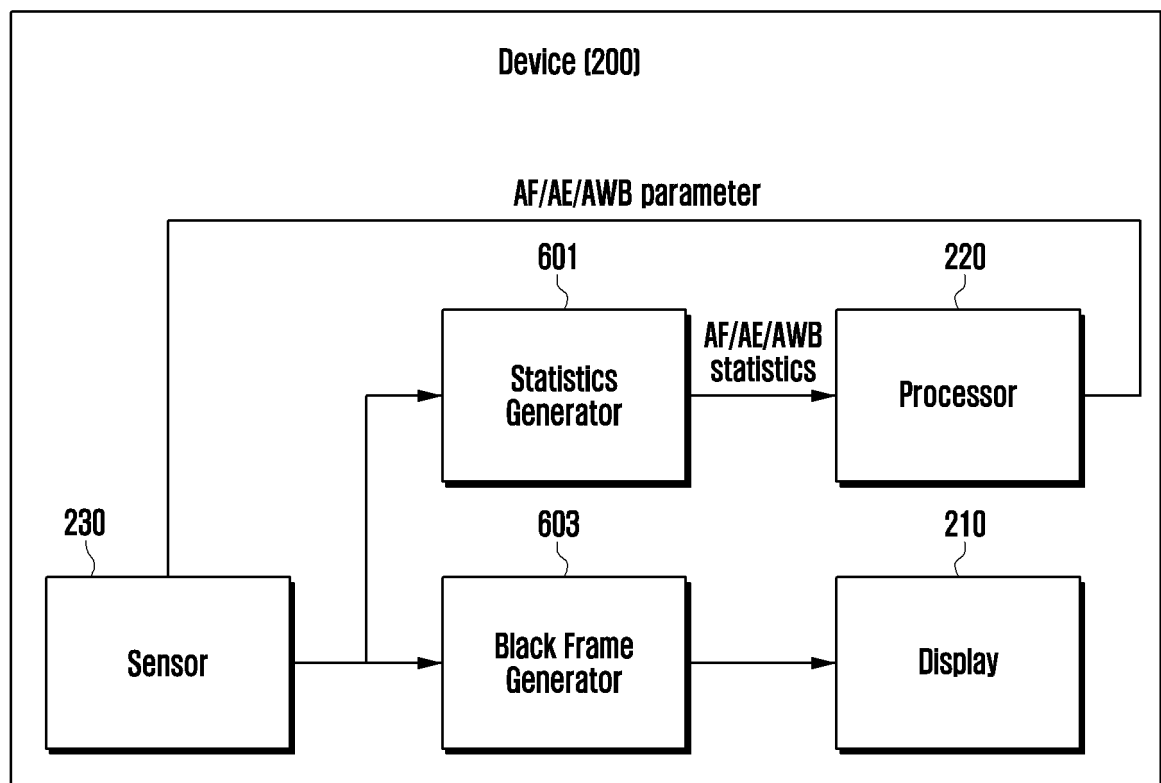 Device (200)
AF/AE/AWB parameter
601
220
Statistics
Generator
AF/AE/AWB
statistics
Processor
230
603
210
Sensor
Black Frame
Generator
Display